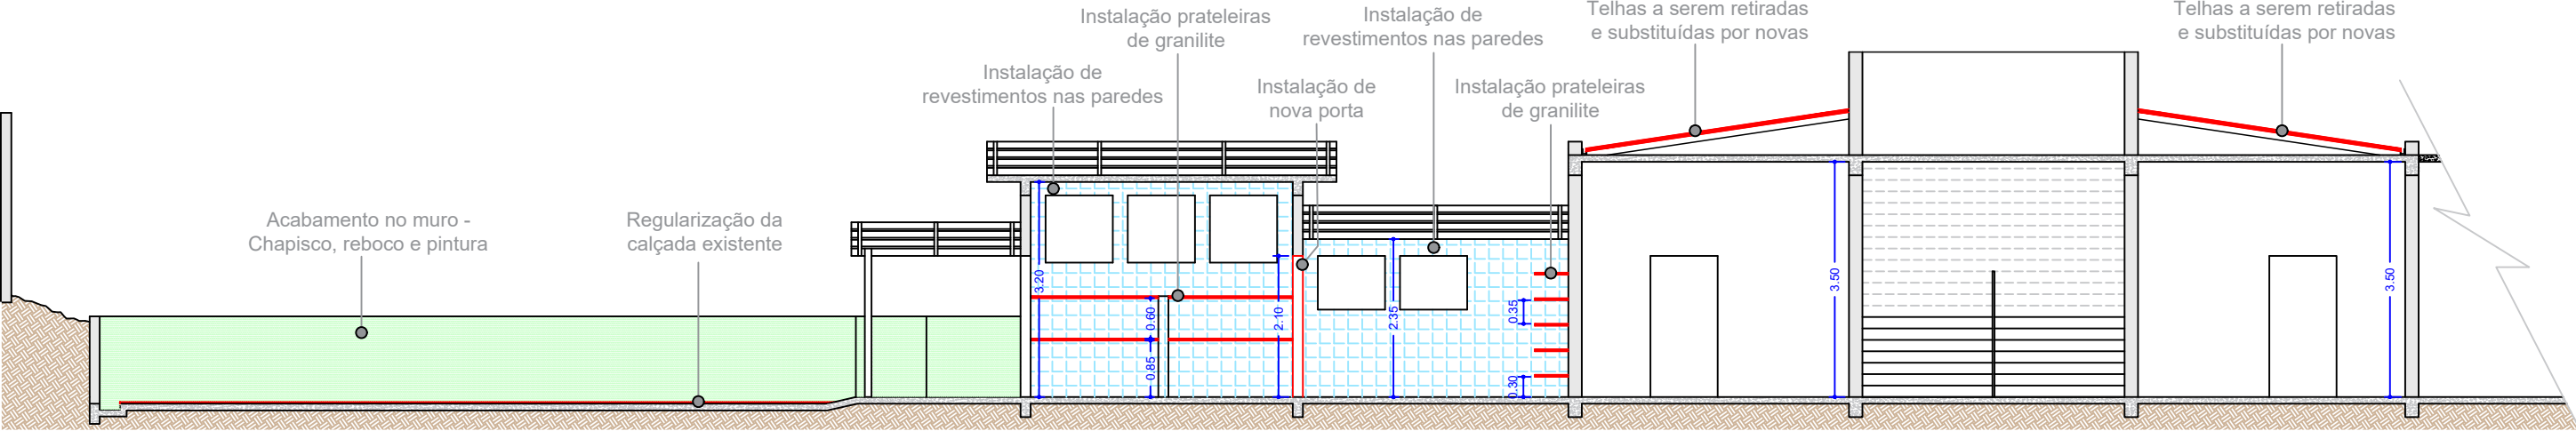 Instalação prateleiras
de granilite
Instalação de
revestimentos nas paredes
Telhas a serem retiradas
e substituídas por novas
Telhas a serem retiradas
e substituídas por novas
Instalação de
revestimentos nas paredes
Instalação de
nova porta
Instalação prateleiras
de granilite
Acabamento no muro -
Chapisco, reboco e pintura
Regularização da
calçada existente
3.20
0.60
0.85
2.10
2.35
0.35
0.30
3.50
3.50